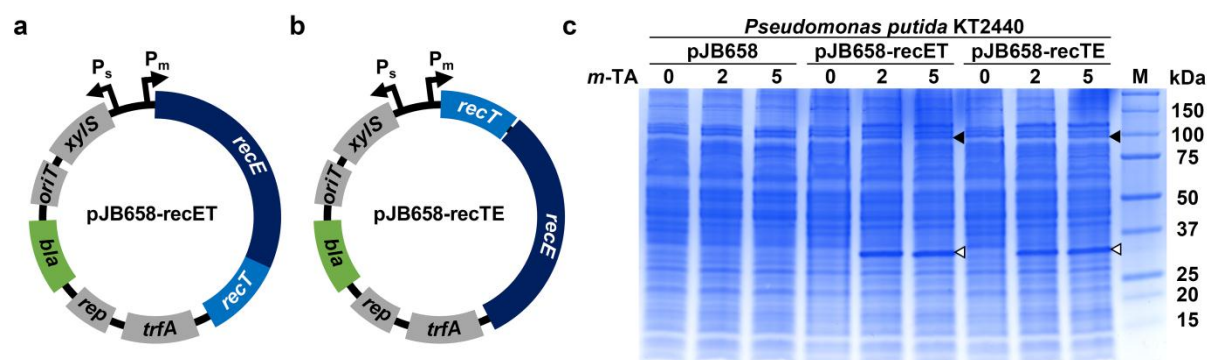 a
Ps
Pm
xylS
oriT
bla
rep
trfA
recT
recE
pJB658-recET
b
Ps
Pm
xylS
oriT
bla
rep
trfA
recE
recT
pJB658-recTE
c
Pseudomonas putida KT2440
pJB658 pJB658-recET pJB658-recTE
m-TA 0 2 5 0 2 5 0 2 5 M kDa
150
100
75
50
37
25
20
15